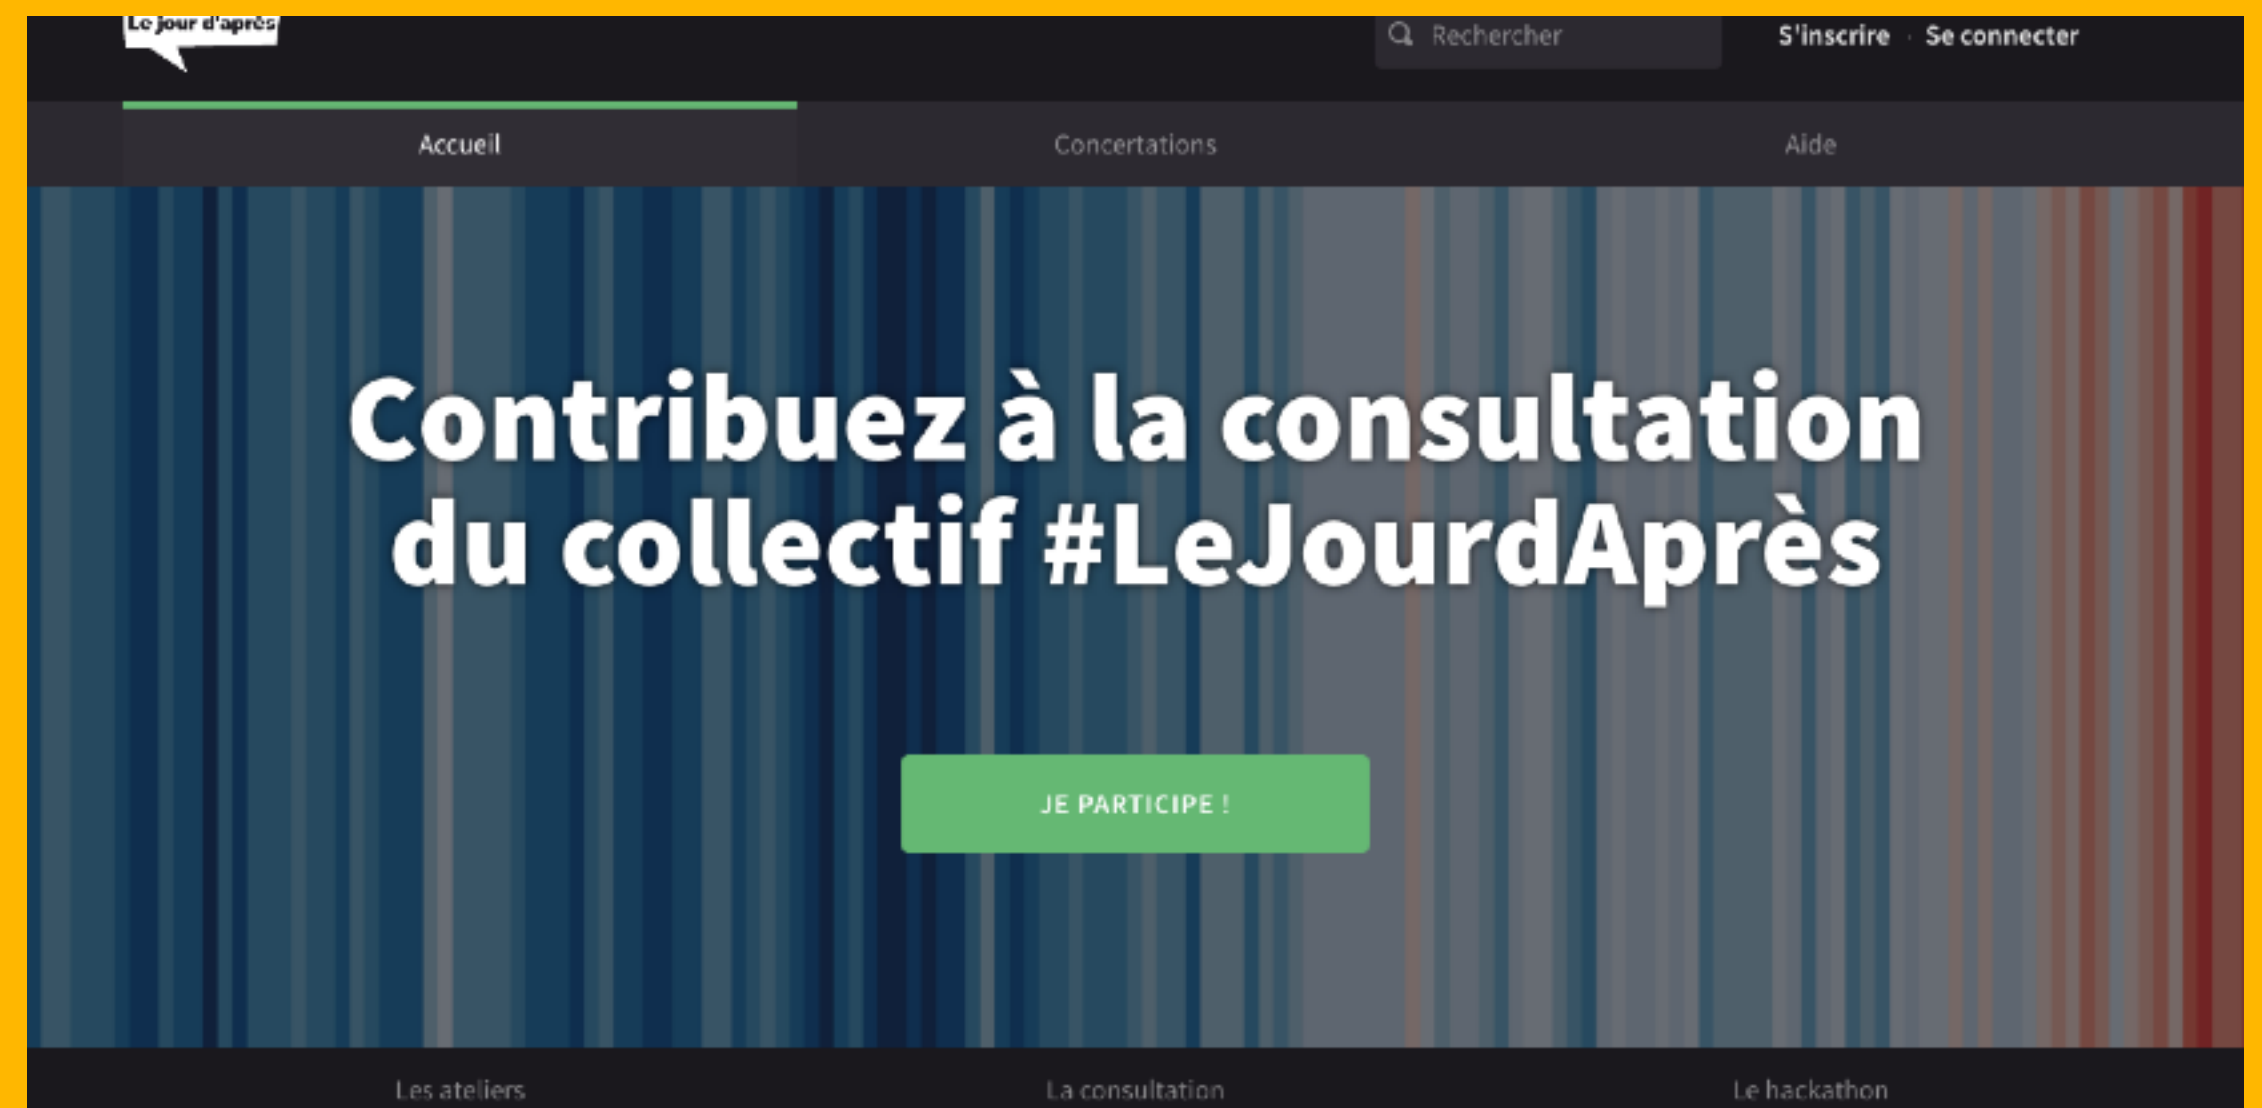 Le jour d'après
Rechercher
S'inscrire · Se connecter
Accueil
Concertations
Aide
Contribuez à la consultation
du collectif #LeJourdAprès
JE PARTICIPE !
Les ateliers
La consultation
Le hackathon